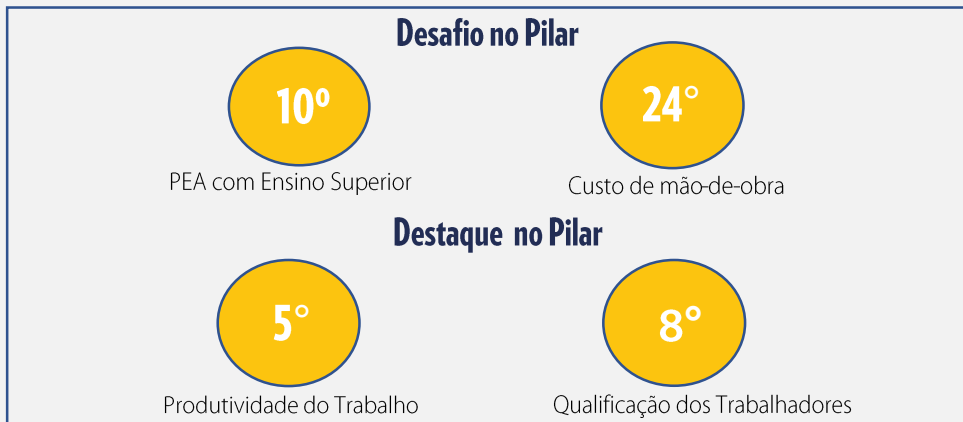 Desafio no Pilar
10º
24°
PEA com Ensino Superior
Custo de mão-de-obra
Destaque no Pilar
5°
8°
Produtividade do Trabalho
Qualificação dos Trabalhadores